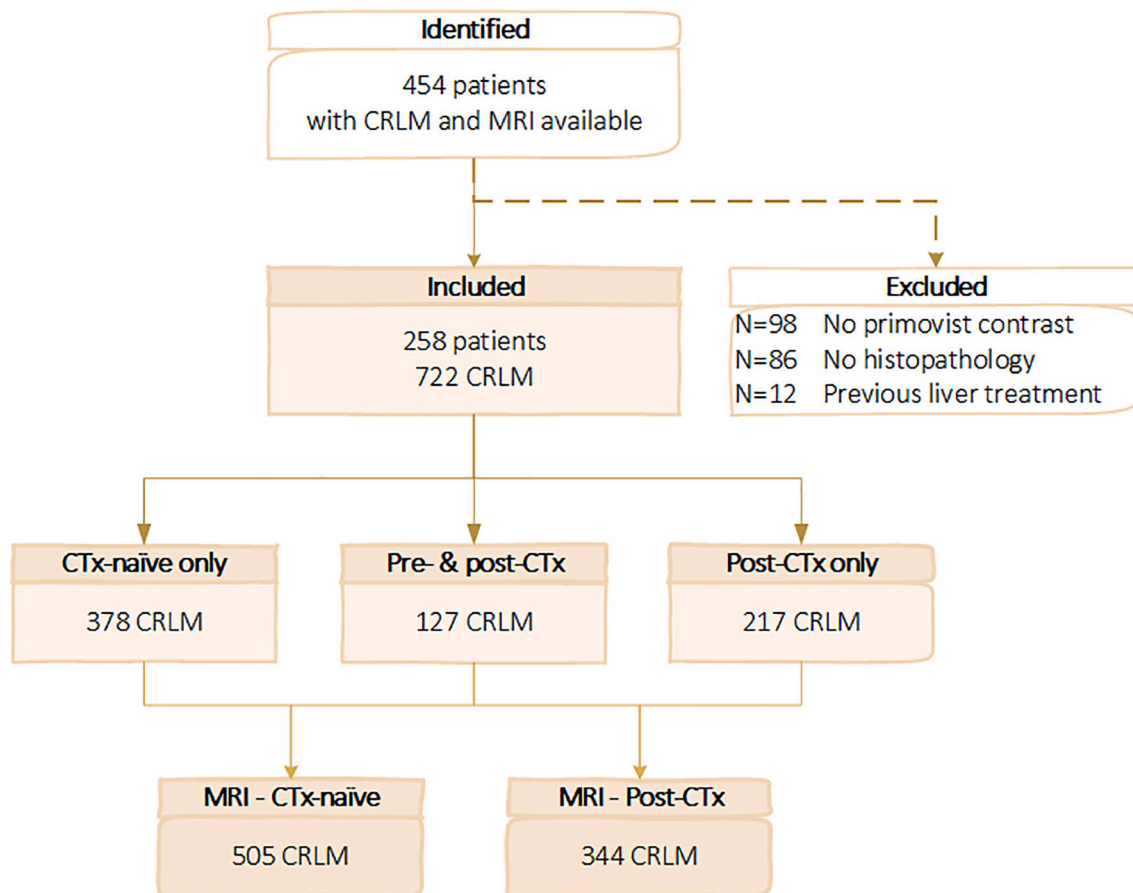 Identified
454 patients
with CRLM and MRI available
Included
258 patients
722 CRLM
Excluded
N=98 No primovist contrast
N=86 No histopathology
N=12 Previous liver treatment
CTx-naïve only
378 CRLM
Pre- & post-CTx
127 CRLM
Post-CTx only
217 CRLM
MRI - CTx-naïve
505 CRLM
MRI - Post-CTx
344 CRLM